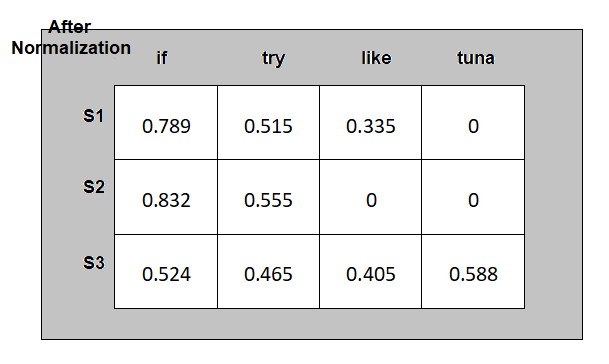 After
Normalization
if try like tuna
S1 0.789 0.515 0.335 0
S2 0.832 0.555 0 0
S3 0.524 0.465 0.405 0.588